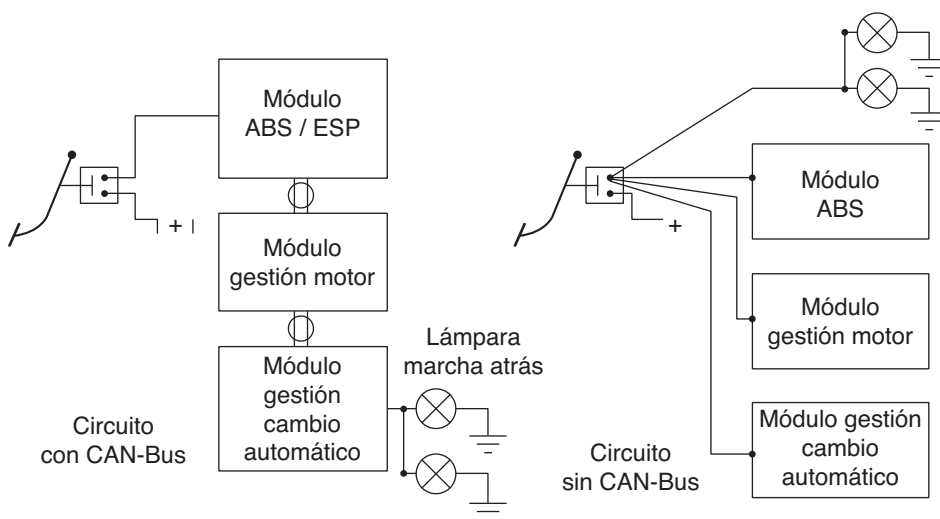 Módulo
ABS / ESP
+
Módulo
gestión motor
Lámpara
marcha atrás
Módulo
gestión
cambio
automático
Circuito
con CAN-Bus
Módulo
ABS
+
Módulo
gestión motor
Módulo gestión
cambio
automático
Circuito
sin CAN-Bus